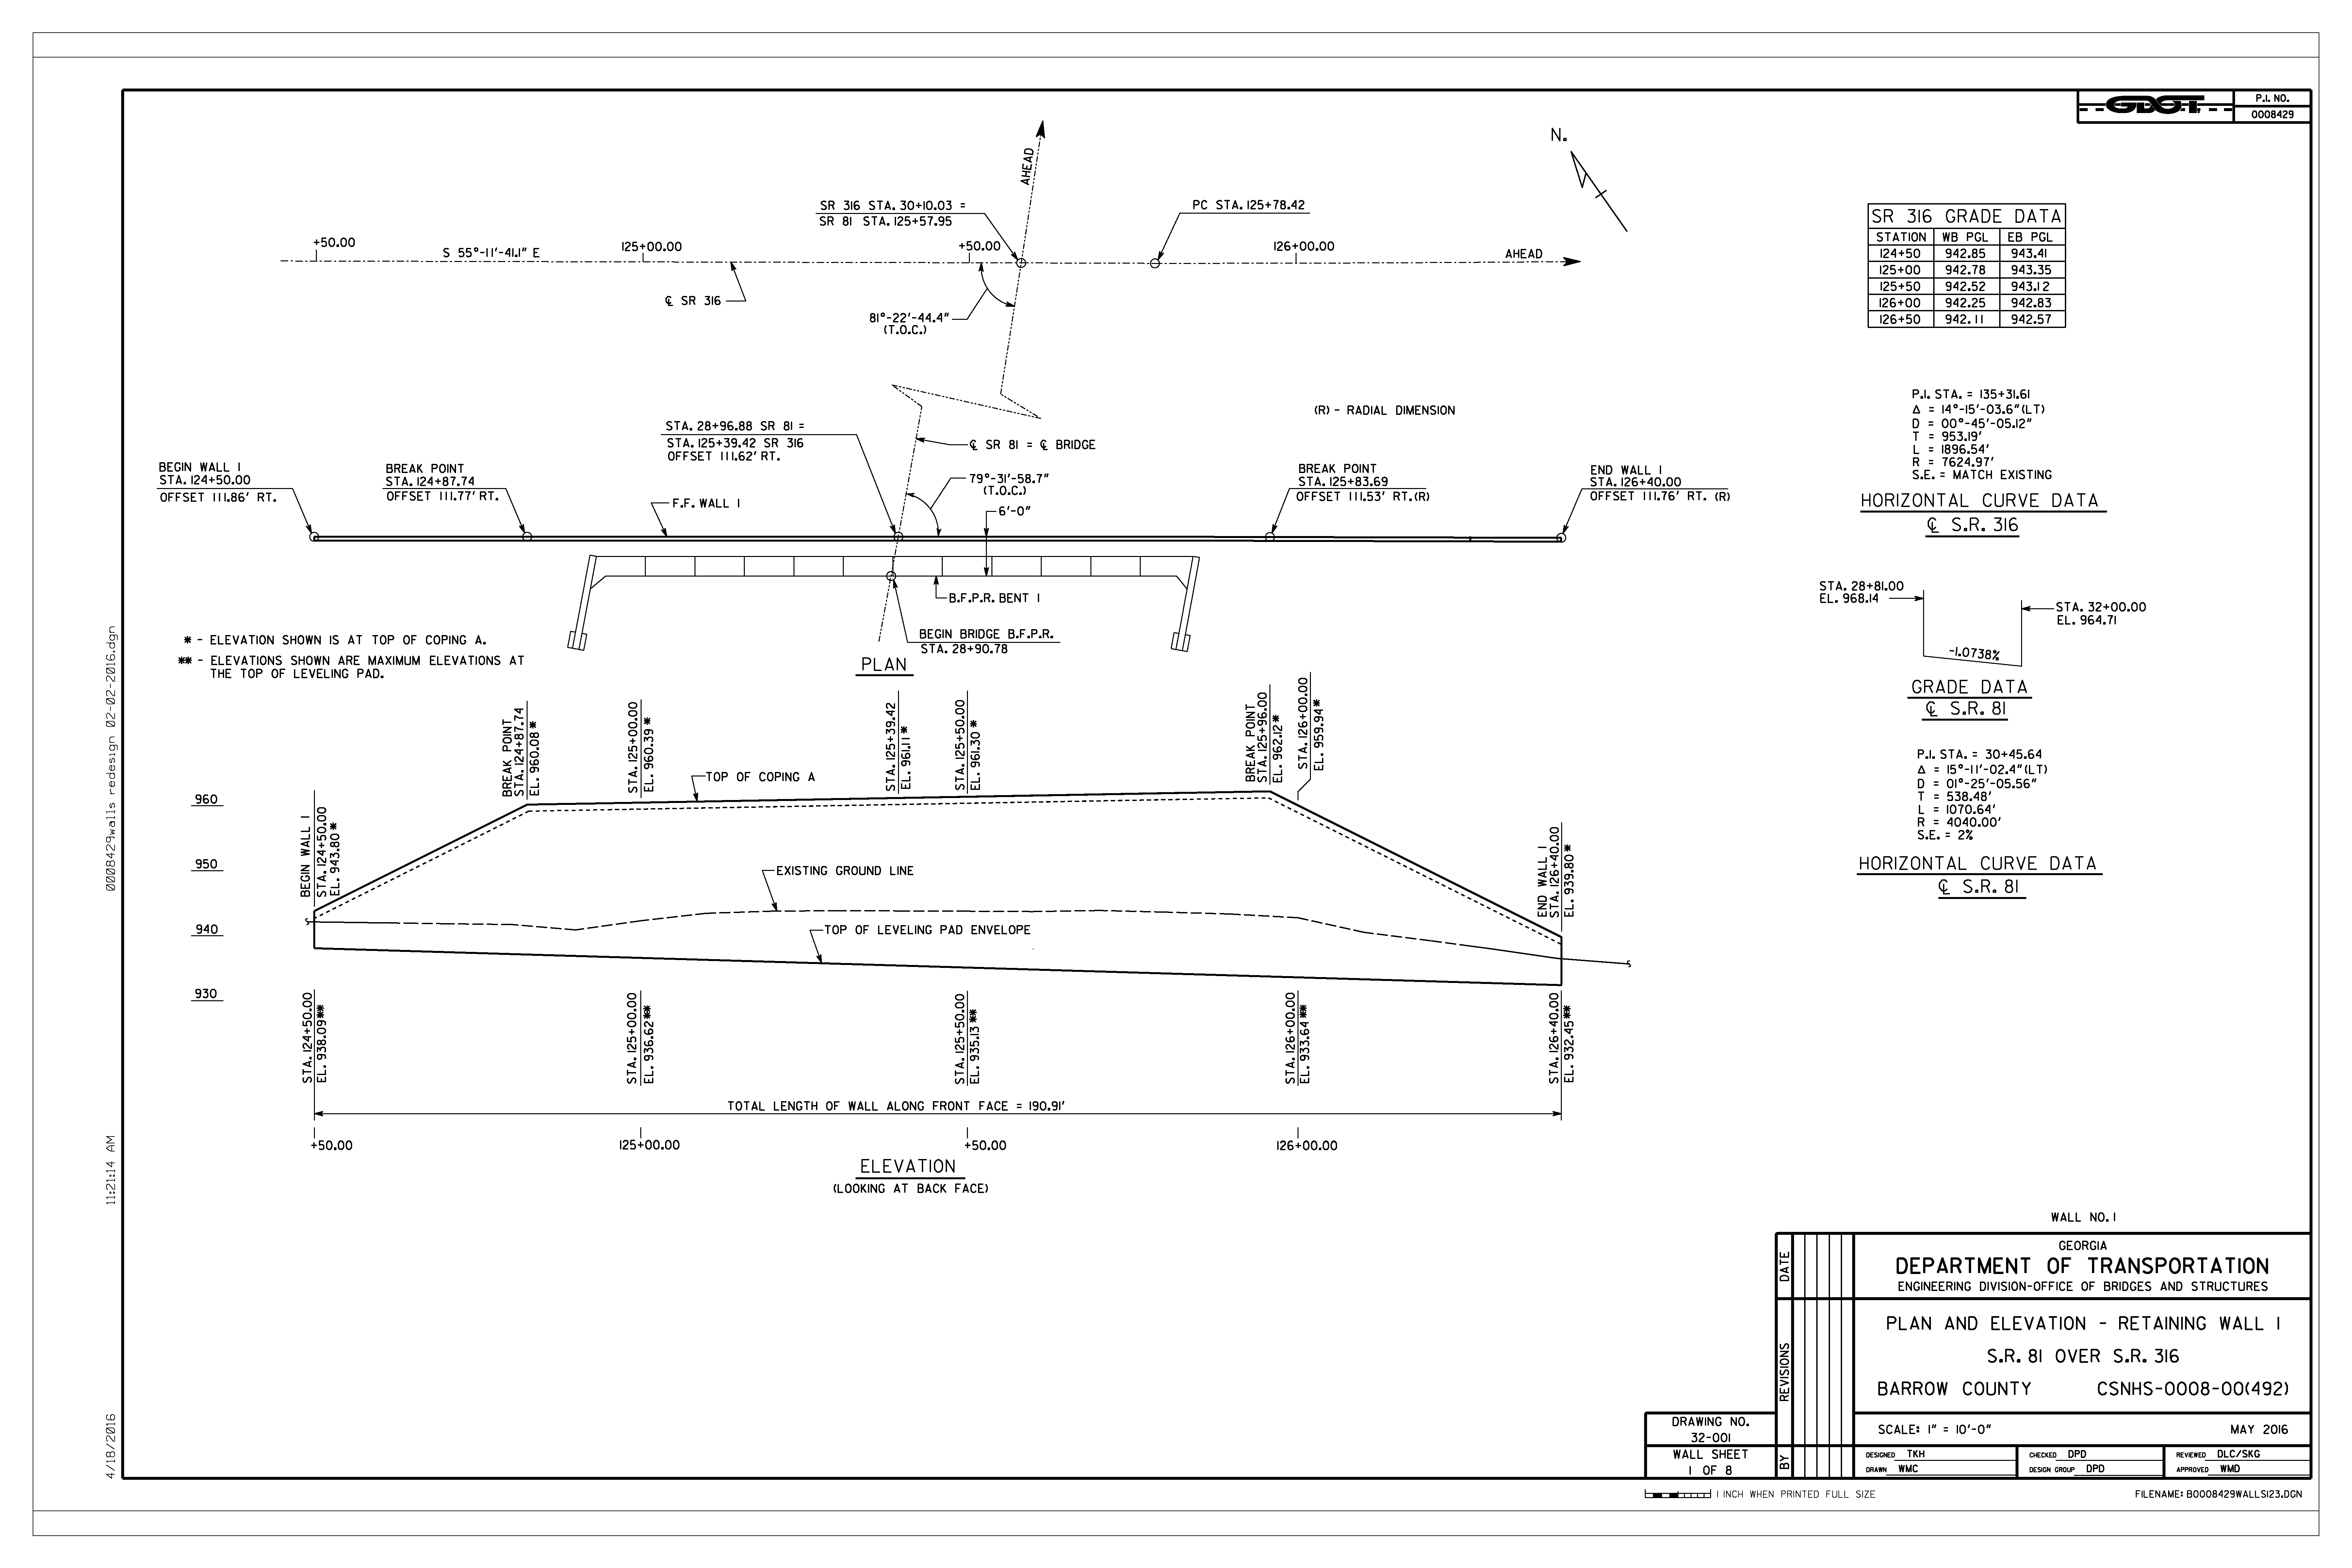 GDOT
P.I. NO.
0008429
N.
AHEAD
SR 316 STA. 30+10.03 =
SR 81 STA. 125+57.95
PC STA. 125+78.42
+50.00
S 55°-11'-41.1" E
125+00.00
+50.00
126+00.00
AHEAD
℄ SR 316
81°-22'-44.4"
(T.O.C.)
SR 316 GRADE DATA
STATION WB PGL EB PGL
124+50 942.85 943.41
125+00 942.78 943.35
125+50 942.52 943.12
126+00 942.25 942.83
126+50 942.11 942.57
P.I. STA. = 135+31.61
Δ = 14°-15'-03.6"(LT)
D = 00°-45'-05.12"
T = 953.19'
L = 1896.54'
R = 7624.97'
S.E. = MATCH EXISTING
HORIZONTAL CURVE DATA
℄ S.R. 316
(R) - RADIAL DIMENSION
STA. 28+96.88 SR 81 =
STA. 125+39.42 SR 316
OFFSET 111.62' RT.
℄ SR 81 = ℄ BRIDGE
79°-31'-58.7"
(T.O.C.)
6'-0"
BEGIN WALL 1
STA. 124+50.00
OFFSET 111.86' RT.
BREAK POINT
STA. 124+87.74
OFFSET 111.77' RT.
F.F. WALL 1
BREAK POINT
STA. 125+83.69
OFFSET 111.53' RT.(R)
END WALL 1
STA. 126+40.00
OFFSET 111.76' RT. (R)
B.F.P.R. BENT 1
BEGIN BRIDGE B.F.P.R.
STA. 28+90.78
PLAN
* - ELEVATION SHOWN IS AT TOP OF COPING A.
** - ELEVATIONS SHOWN ARE MAXIMUM ELEVATIONS AT
THE TOP OF LEVELING PAD.
STA. 28+81.00
EL. 968.14
STA. 32+00.00
EL. 964.71
-1.0738%
GRADE DATA
℄ S.R. 81
P.I. STA. = 30+45.64
Δ = 15°-11'-02.4"(LT)
D = 01°-25'-05.56"
T = 538.48'
L = 1070.64'
R = 4040.00'
S.E. = 2%
HORIZONTAL CURVE DATA
℄ S.R. 81
BEGIN WALL 1
STA. 124+50.00
EL. 943.80*
BREAK POINT
STA. 124+87.74
EL. 960.08*
STA. 125+00.00
EL. 960.39*
STA. 125+39.42
EL. 961.11*
STA. 125+50.00
EL. 961.30*
BREAK POINT
STA. 125+96.00
EL. 962.12*
STA. 126+00.00
EL. 959.94*
END WALL 1
STA. 126+40.00
EL. 939.80*
TOP OF COPING A
EXISTING GROUND LINE
TOP OF LEVELING PAD ENVELOPE
960
950
940
930
STA. 124+50.00
EL. 938.09**
STA. 125+00.00
EL. 936.62**
STA. 125+50.00
EL. 935.13**
STA. 126+00.00
EL. 933.64**
STA. 126+40.00
EL. 932.45**
TOTAL LENGTH OF WALL ALONG FRONT FACE = 190.91'
+50.00
125+00.00
+50.00
126+00.00
ELEVATION
(LOOKING AT BACK FACE)
0008429walls redesign 02-02-2016.dgn
11:21:14 AM
4/18/2016
WALL NO. 1
GEORGIA
DEPARTMENT OF TRANSPORTATION
ENGINEERING DIVISION-OFFICE OF BRIDGES AND STRUCTURES
PLAN AND ELEVATION - RETAINING WALL 1
S.R. 81 OVER S.R. 316
BARROW COUNTY CSNHS-0008-00(492)
SCALE: 1" = 10'-0" MAY 2016
DESIGNED TKH CHECKED DPD REVIEWED DLC/SKG
DRAWN WMC DESIGN GROUP DPD APPROVED WMD
DATE
REVISIONS
BY
DRAWING NO.
32-001
WALL SHEET
1 OF 8
1 INCH WHEN PRINTED FULL SIZE
FILENAME: B0008429WALLS123.DGN